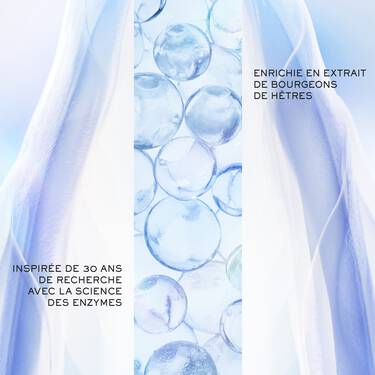 ENRICHIE EN EXTRAIT
DE BOURGEONS
DE HÊTRES
INSPIRÉE DE 30 ANS
DE RECHERCHE
AVEC LA SCIENCE
DES ENZYMES